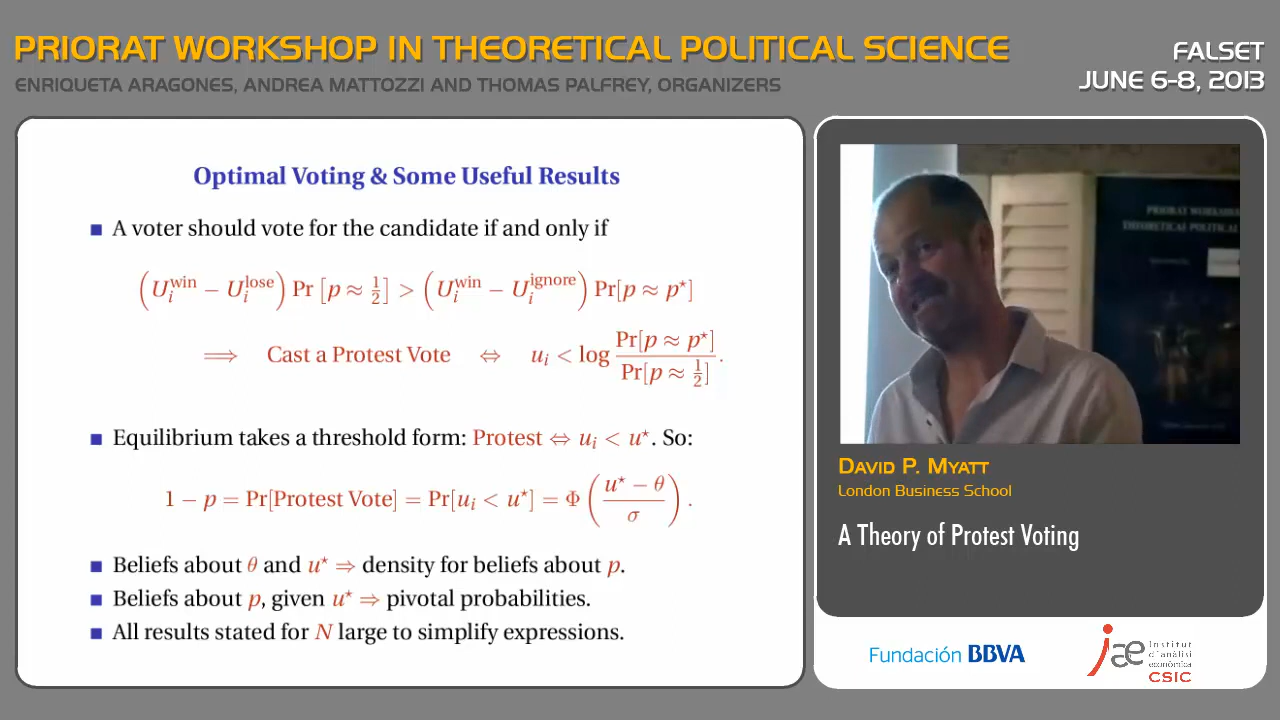 PRIORAT WORKSHOP IN THEORETICAL POLITICAL SCIENCE
ENRIQUETA ARAGONES, ANDREA MATTOZZI AND THOMAS PALFREY, ORGANIZERS
FALSET
JUNE 6-8, 2013
Optimal Voting & Some Useful Results
■ A voter should vote for the candidate if and only if
(U_i^win − U_i^lose) Pr [p ≈ 1/2] > (U_i^win − U_i^ignore) Pr[p ≈ p⋆]
⟹ Cast a Protest Vote ⇔ u_i < log Pr[p ≈ p⋆] / Pr[p ≈ 1/2] .
■ Equilibrium takes a threshold form: Protest ⇔ u_i < u⋆. So:
1 − p = Pr[Protest Vote] = Pr[u_i < u⋆] = Φ ( (u⋆ − θ) / σ ) .
■ Beliefs about θ and u⋆ ⇒ density for beliefs about p.
■ Beliefs about p, given u⋆ ⇒ pivotal probabilities.
■ All results stated for N large to simplify expressions.
PRIORAT WORKSH
THEORETICAL POLITICAL
DAVID P. MYATT
London Business School
A Theory of Protest Voting
Fundación BBVA
iae
Institut
d'anàlisi
econòmica
CSIC